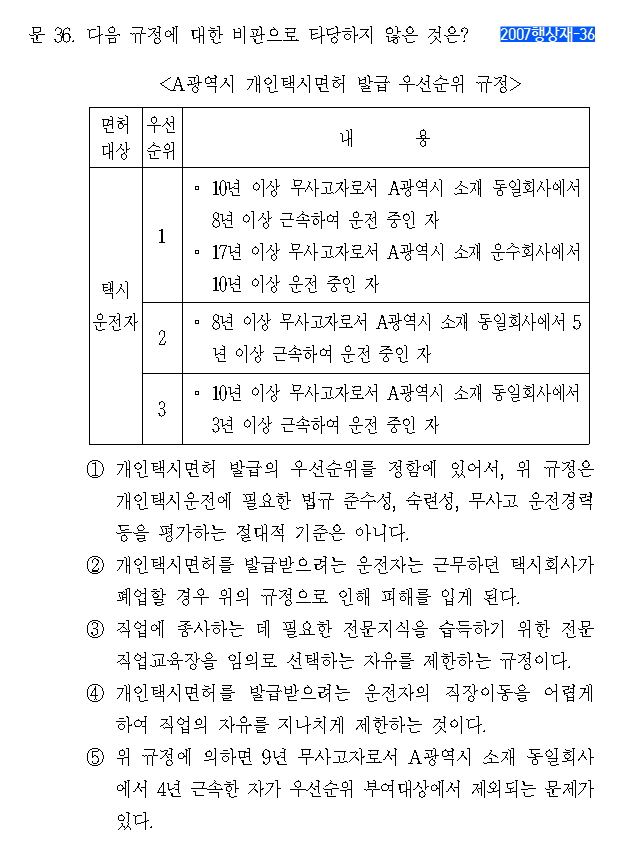 문 36. 다음 규정에 대한 비판으로 타당하지 않은 것은? 2007행상재-36
<A광역시 개인택시면허 발급 우선순위 규정>
면허 대상 우선 순위 내 용
택시 운전자
1
◦ 10년 이상 무사고자로서 A광역시 소재 동일회사에서
8년 이상 근속하여 운전 중인 자
◦ 17년 이상 무사고자로서 A광역시 소재 운수회사에서
10년 이상 운전 중인 자
2
◦ 8년 이상 무사고자로서 A광역시 소재 동일회사에서 5
년 이상 근속하여 운전 중인 자
3
◦ 10년 이상 무사고자로서 A광역시 소재 동일회사에서
3년 이상 근속하여 운전 중인 자
① 개인택시면허 발급의 우선순위를 정함에 있어서, 위 규정은
개인택시운전에 필요한 법규 준수성, 숙련성, 무사고 운전경력
등을 평가하는 절대적 기준은 아니다.
② 개인택시면허를 발급받으려는 운전자는 근무하던 택시회사가
폐업할 경우 위의 규정으로 인해 피해를 입게 된다.
③ 직업에 종사하는 데 필요한 전문지식을 습득하기 위한 전문
직업교육장을 임의로 선택하는 자유를 제한하는 규정이다.
④ 개인택시면허를 발급받으려는 운전자의 직장이동을 어렵게
하여 직업의 자유를 지나치게 제한하는 것이다.
⑤ 위 규정에 의하면 9년 무사고자로서 A광역시 소재 동일회사
에서 4년 근속한 자가 우선순위 부여대상에서 제외되는 문제가
있다.